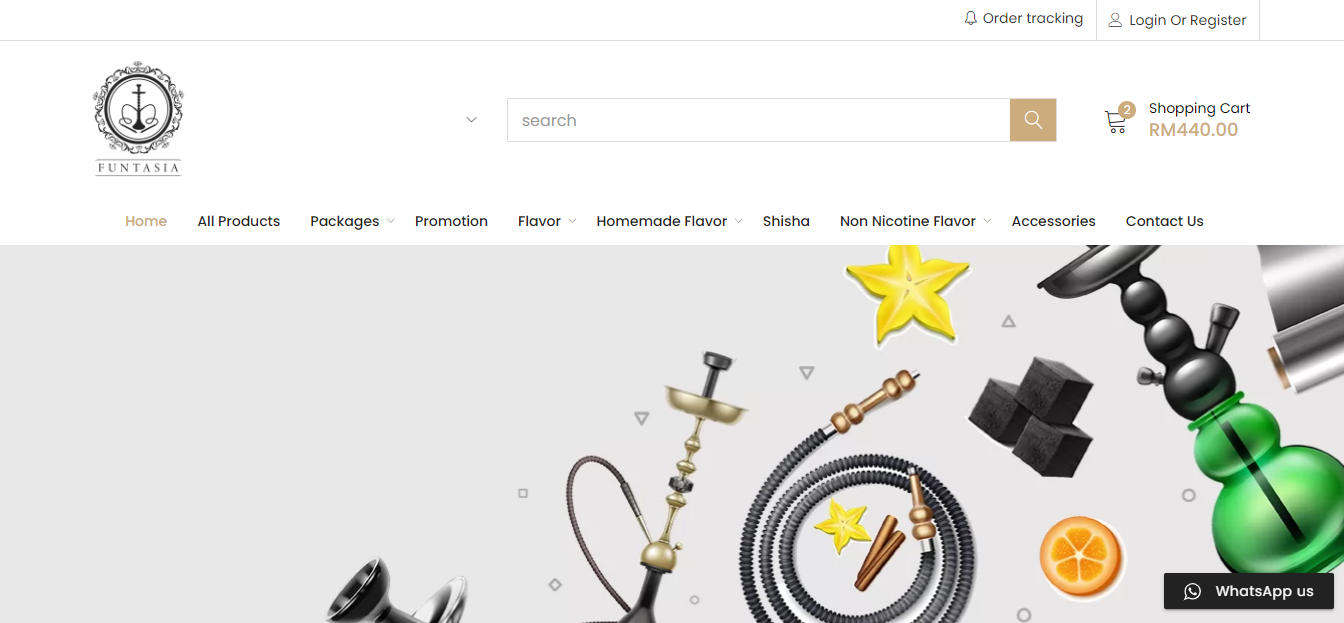 Order tracking
Login Or Register
FUNTASIA
search
2
Shopping Cart
RM440.00
Home All Products Packages Promotion Flavor Homemade Flavor Shisha Non Nicotine Flavor Accessories Contact Us
WhatsApp us